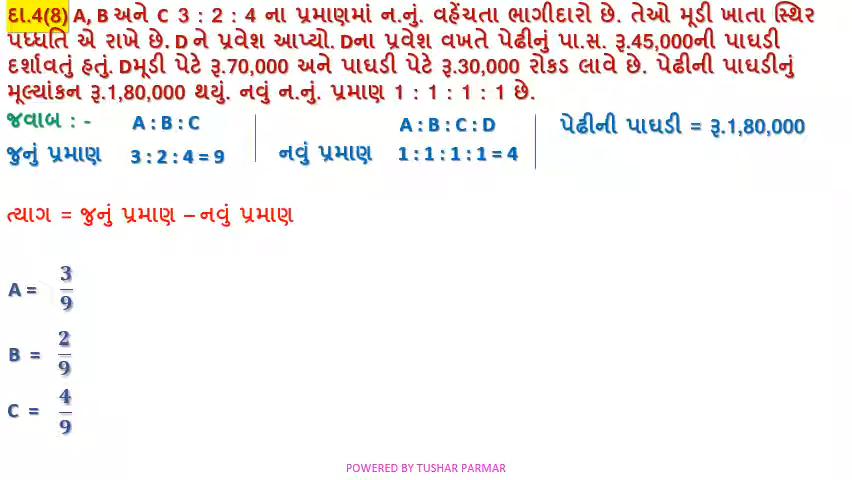 દા.4(8) A, B અને C 3 : 2 : 4 ના પ્રમાણમાં ન.નું. વહેંચતા ભાગીદારો છે. તેઓ મૂડી ખાતા સ્થિર
પધ્ધતિ એ રાખે છે. D ને પ્રવેશ આપ્યો. Dના પ્રવેશ વખતે પેઢીનું પા.સ. રૂ.45,000ની પાઘડી
દર્શાવતું હતું. Dમૂડી પેટે રૂ.70,000 અને પાઘડી પેટે રૂ.30,000 રોકડ લાવે છે. પેઢીની પાઘડીનું
મૂલ્યાંકન રૂ.1,80,000 થયું. નવું ન.નું. પ્રમાણ 1 : 1 : 1 : 1 છે.
જવાબ : - A : B : C A : B : C : D પેઢીની પાઘડી = રૂ.1,80,000
જુનું પ્રમાણ 3 : 2 : 4 = 9 નવું પ્રમાણ 1 : 1 : 1 : 1 = 4
ત્યાગ = જુનું પ્રમાણ – નવું પ્રમાણ
A = 3/9
B = 2/9
C = 4/9
POWERED BY TUSHAR PARMAR